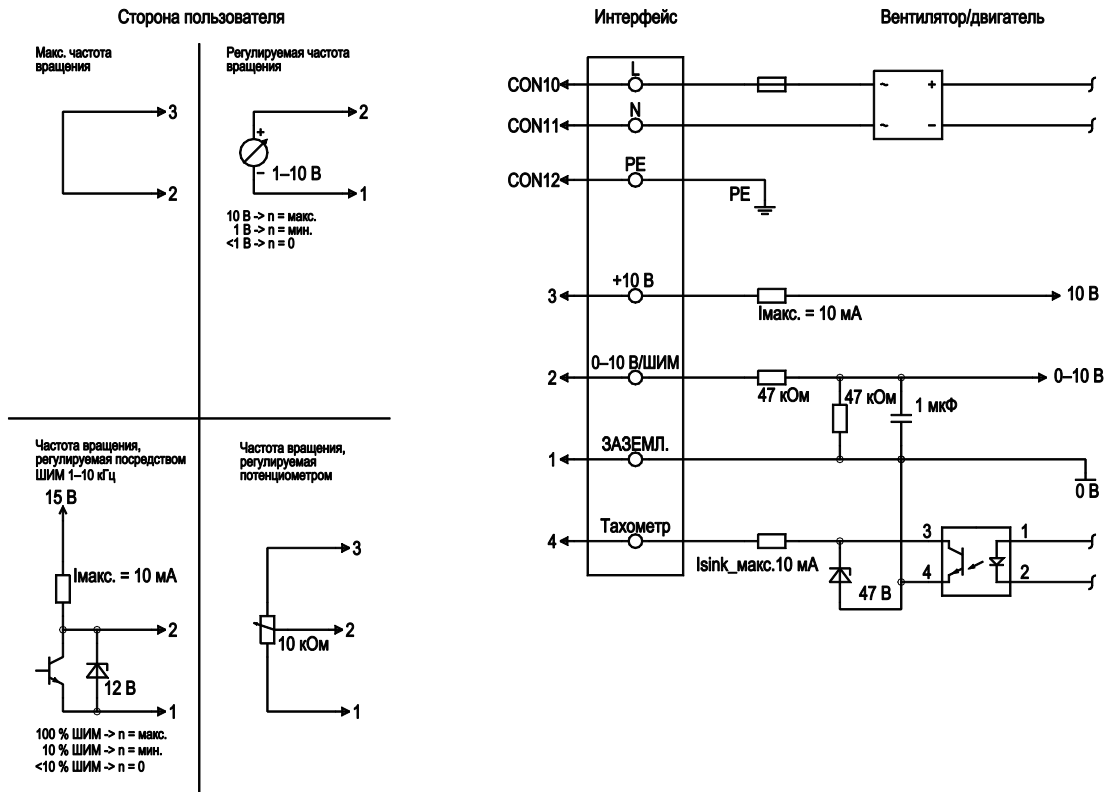 Сторона пользователя
Интерфейс
Вентилятор/двигатель
Макс. частота
вращения
3
2
Регулируемая частота
вращения
2
+
–
1–10 В
1
10 В -> n = макс.
1 В -> n = мин.
<1 В -> n = 0
Частота вращения,
регулируемая посредством
ШИМ 1–10 кГц
15 В
Iмакс. = 10 мА
2
12 В
1
100 % ШИМ -> n = макс.
10 % ШИМ -> n = мин.
<10 % ШИМ -> n = 0
Частота вращения,
регулируемая
потенциометром
3
2
10 кОм
1
CON10
L
~
+
CON11
N
~
–
CON12
PE
PE
3
+10 В
Iмакс. = 10 мА
10 В
2
0–10 В/ШИМ
47 кОм
47 кОм
1 мкФ
0–10 В
1
ЗАЗЕМЛ.
0 В
4
Тахометр
Isink_макс.10 мА
47 В
3
4
1
2